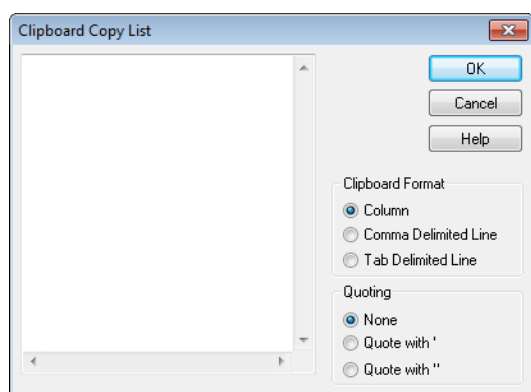 Clipboard Copy List
OK
Cancel
Help
Clipboard Format
Column
Comma Delimited Line
Tab Delimited Line
Quoting
None
Quote with '
Quote with "